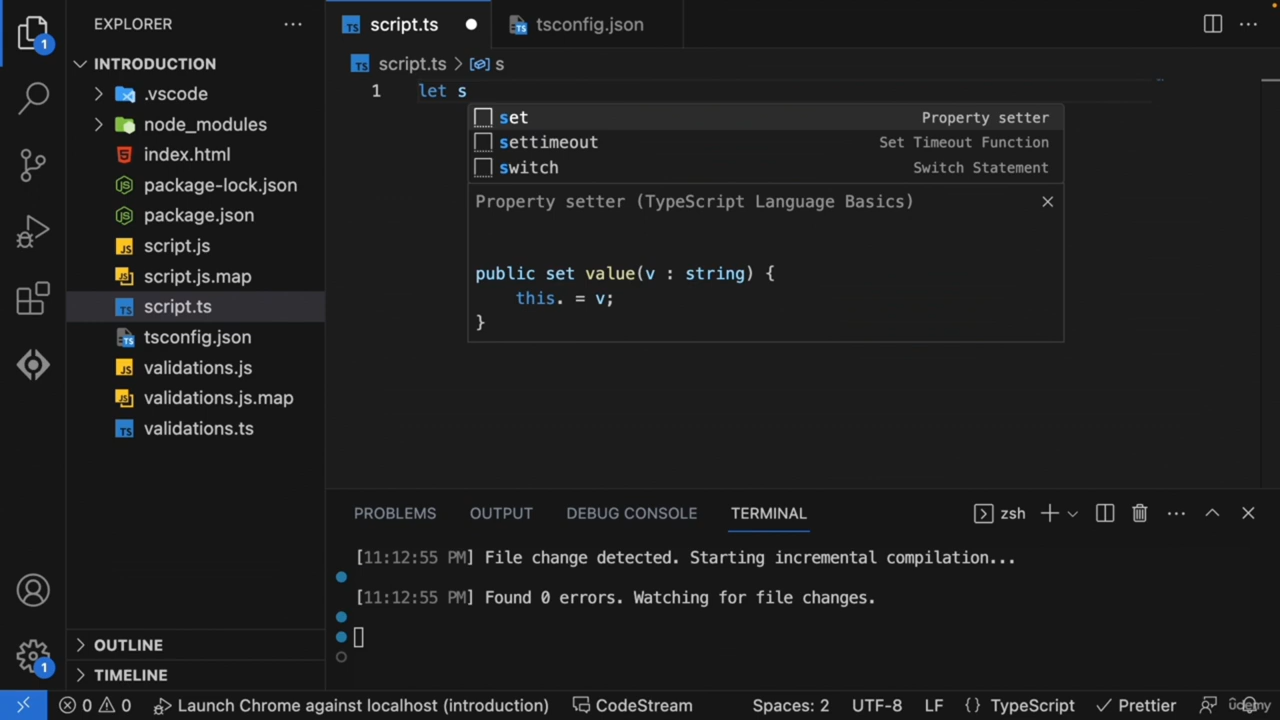 EXPLORER
script.ts
tsconfig.json
INTRODUCTION
script.ts > s
.vscode
node_modules
index.html
package-lock.json
package.json
script.js
script.js.map
script.ts
tsconfig.json
validations.js
validations.js.map
validations.ts
OUTLINE
TIMELINE
1
1
1 let s
set Property setter
settimeout Set Timeout Function
switch Switch Statement
Property setter (TypeScript Language Basics)
public set value(v : string) {
this. = v;
}
PROBLEMS OUTPUT DEBUG CONSOLE TERMINAL zsh
[11:12:55 PM] File change detected. Starting incremental compilation...
[11:12:55 PM] Found 0 errors. Watching for file changes.
0 0 Launch Chrome against localhost (introduction) CodeStream Spaces: 2 UTF-8 LF {} TypeScript Prettier
udemy